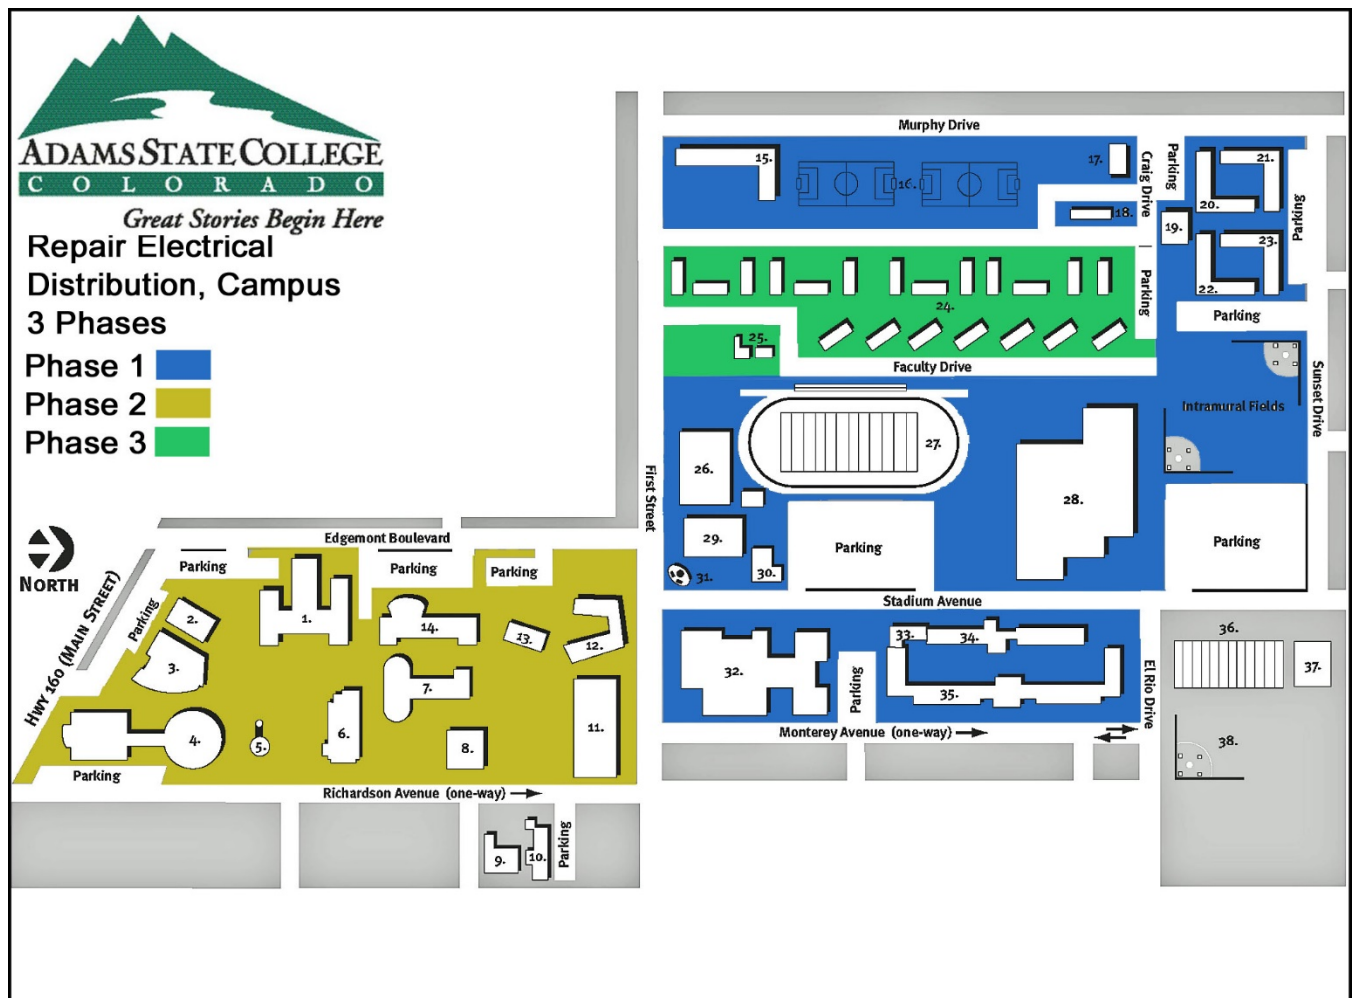 ADAMS STATE COLLEGE
COLORADO
Great Stories Begin Here
Repair Electrical
Distribution, Campus
3 Phases
Phase 1
Phase 2
Phase 3
NORTH
Murphy Drive
15.
16.
17.
Craig Drive
Parking
18.
19.
20.
21.
Parking
22.
23.
Parking
24.
Parking
25.
Faculty Drive
Intramural Fields
Sunset Drive
26.
27.
28.
First Street
29.
30.
31.
Parking
Parking
Stadium Avenue
32.
Parking
33.
34.
35.
El Rio Drive
Monterey Avenue (one-way)
36.
37.
38.
Edgemont Boulevard
Parking
Parking
Parking
HWY 160 (MAIN STREET)
Parking
1.
2.
3.
4.
5.
6.
7.
8.
11.
12.
13.
14.
Parking
Richardson Avenue (one-way)
9.
10.
Parking